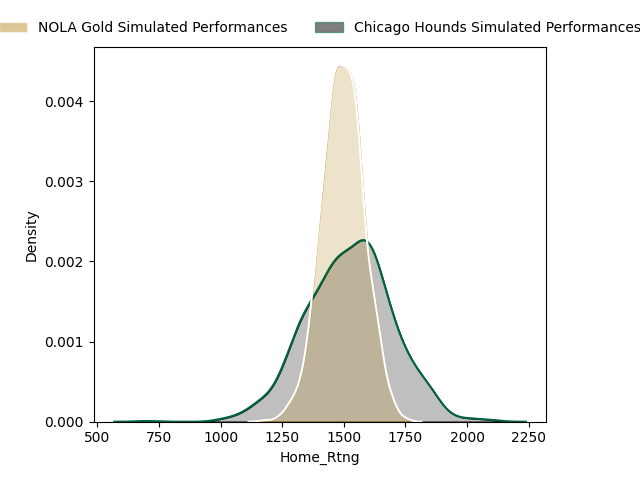 NOLA Gold Simulated Performances
Chicago Hounds Simulated Performances
0.004
0.003
0.002
0.001
0.000
Density
500 750 1000 1250 1500 1750 2000 2250
Home_Rtng